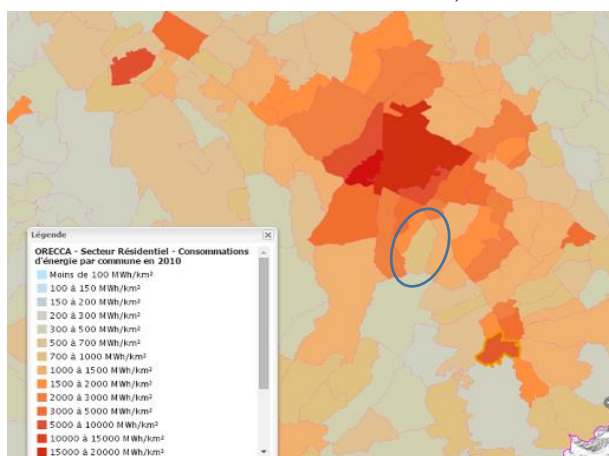 Légende
ORECCA - Secteur Résidentiel - Consommations
d'énergie par commune en 2010
Moins de 100 MWh/km²
100 à 150 MWh/km²
150 à 200 MWh/km²
200 à 300 MWh/km²
300 à 500 MWh/km²
500 à 700 MWh/km²
700 à 1000 MWh/km²
1000 à 1500 MWh/km²
1500 à 2000 MWh/km²
2000 à 3000 MWh/km²
3000 à 5000 MWh/km²
5000 à 10000 MWh/km²
10000 à 15000 MWh/km²
15000 à 20000 MWh/km²